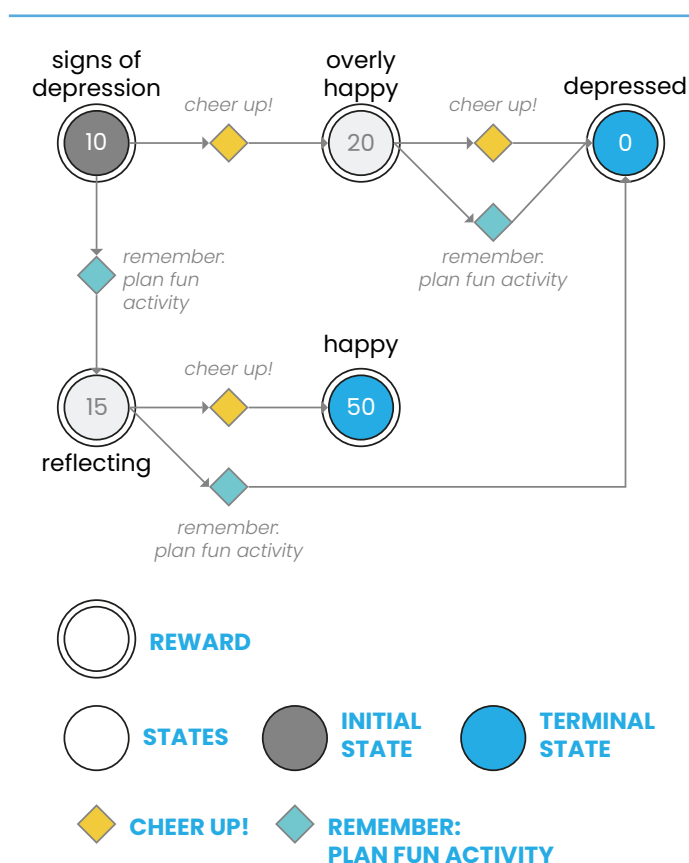 signs of
depression
cheer up!
overly
happy
cheer up!
depressed
10
20
0
remember:
plan fun
activity
remember:
plan fun activity
happy
cheer up!
15
50
reflecting
remember:
plan fun activity
REWARD
STATES
INITIAL
STATE
TERMINAL
STATE
CHEER UP!
REMEMBER:
PLAN FUN ACTIVITY